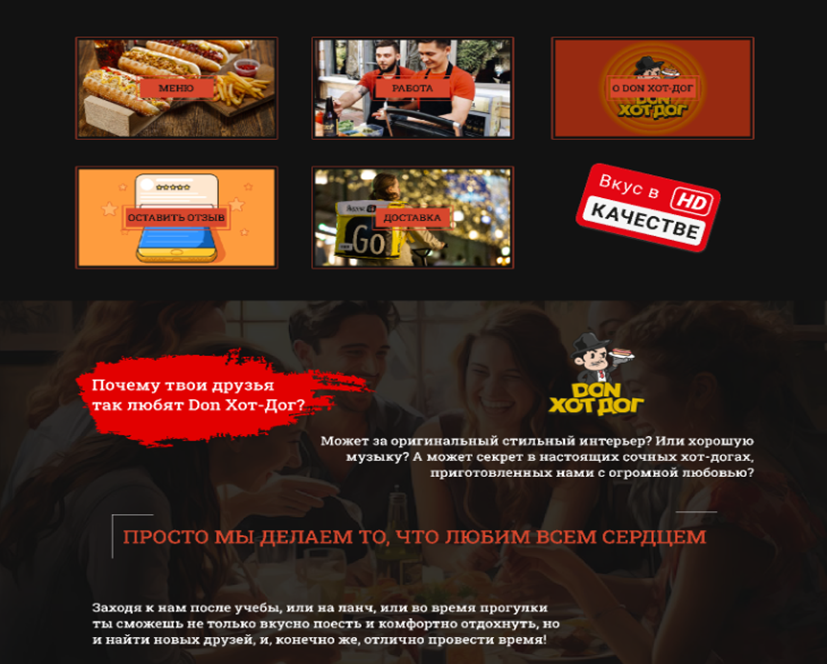 МЕНЮ
РАБОТА
О DON ХОТ-ДОГ
DON
ХОТ ДОГ
ОСТАВИТЬ ОТЗЫВ
ДОСТАВКА
Go
Вкус в HD
КАЧЕСТВЕ
Почему твои друзья
так любят Don Хот-Дог?
DON
ХОТ ДОГ
Может за оригинальный стильный интерьер? Или хорошую
музыку? А может секрет в настоящих сочных хот-догах,
приготовленных нами с огромной любовью?
ПРОСТО МЫ ДЕЛАЕМ ТО, ЧТО ЛЮБИМ ВСЕМ СЕРДЦЕМ
Заходя к нам после учебы, или на ланч, или во время прогулки
ты сможешь не только вкусно поесть и комфортно отдохнуть, но
и найти новых друзей, и, конечно же, отлично провести время!